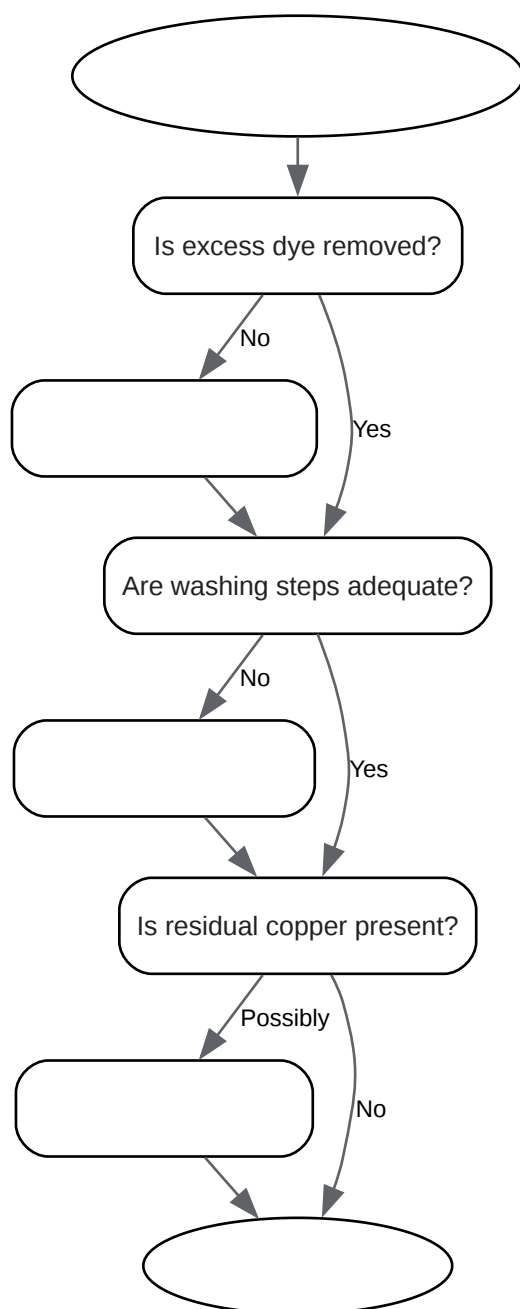 Is excess dye removed?
No
Yes
Are washing steps adequate?
No
Yes
Is residual copper present?
Possibly
No